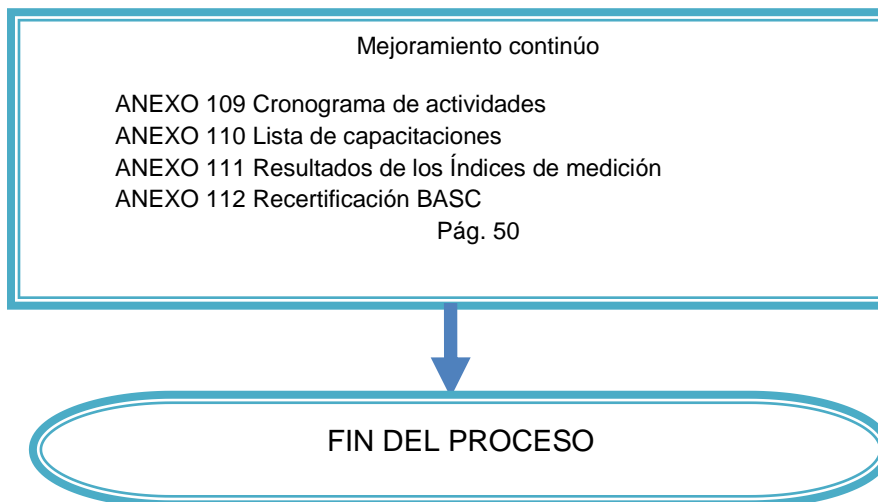 Mejoramiento continúo
ANEXO 109 Cronograma de actividades
ANEXO 110 Lista de capacitaciones
ANEXO 111 Resultados de los Índices de medición
ANEXO 112 Recertificación BASC
Pág. 50
FIN DEL PROCESO